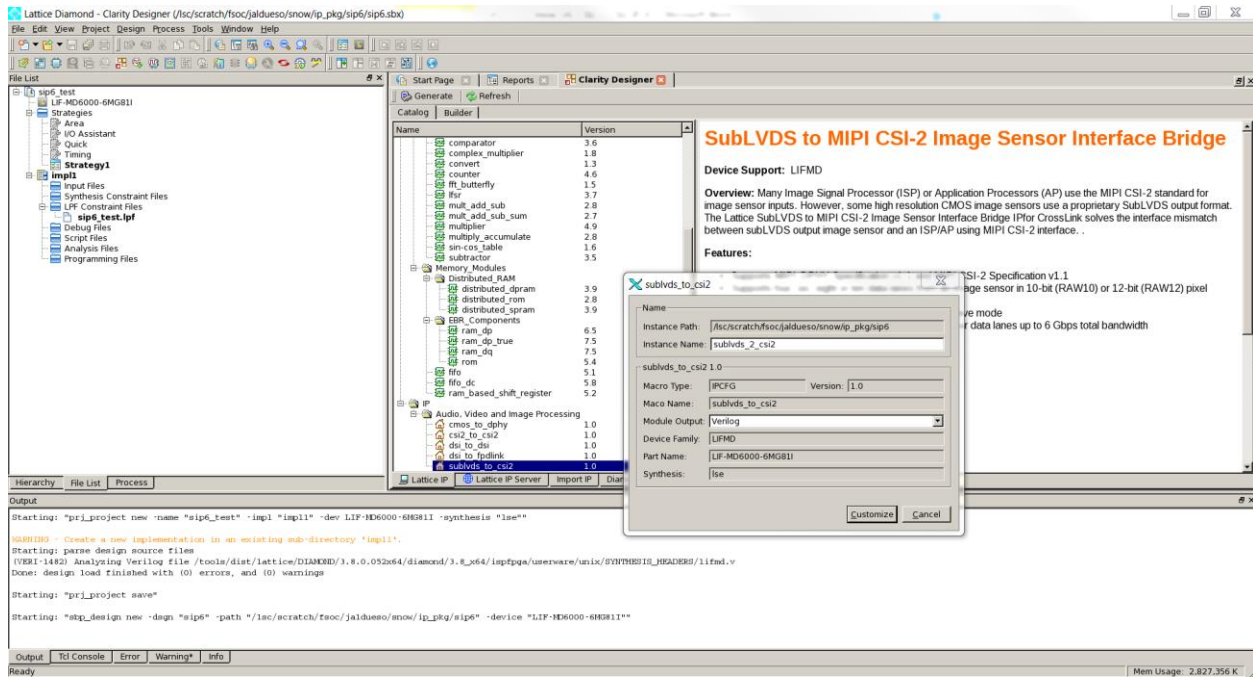 Lattice Diamond - Clarity Designer (/lsc/scratch/fsoc/jaldueso/snow/ip_pkg/sip6/sip6.sbx)
File Edit View Project Design Process Tools Window Help
File List
sip6_test
LIF-MD6000-6MG81I
Strategies
Area
I/O Assistant
Quick
Timing
Strategy1
impl1
Input Files
Synthesis Constraint Files
LPF Constraint Files
sip6_test.lpf
Debug Files
Script Files
Analysis Files
Programming Files
Hierarchy File List Process
Start Page Reports Clarity Designer
Generate Refresh
Catalog Builder
Name Version
comparator 3.6
complex_multiplier 1.8
convert 1.3
counter 4.6
fft_butterfly 1.5
lfsr 3.7
mult_add_sub 2.8
mult_add_sub_sum 2.7
multiplier 4.9
multiply_accumulate 2.8
sin-cos_table 1.6
subtractor 3.5
Memory_Modules
Distributed_RAM
distributed_dpram 3.9
distributed_rom 2.8
distributed_spram 3.9
EBR_Components
ram_dp 6.5
ram_dp_true 7.5
ram_dq 7.5
rom 5.4
fifo 5.1
fifo_dc 5.8
ram_based_shift_register 5.2
IP
Audio, Video and Image Processing
cmos_to_dphy 1.0
csi2_to_csi2 1.0
dsi_to_dsi 1.0
dsi_to_fpdlink 1.0
sublvds_to_csi2 1.0
Lattice IP Lattice IP Server Import IP
SubLVDS to MIPI CSI-2 Image Sensor Interface Bridge
Device Support: LIFMD
Overview: Many Image Signal Processor (ISP) or Application Processors (AP) use the MIPI CSI-2 standard for
image sensor inputs. However, some high resolution CMOS image sensors use a proprietary SubLVDS output format.
The Lattice SubLVDS to MIPI CSI-2 Image Sensor Interface Bridge IPfor CrossLink solves the interface mismatch
between subLVDS output image sensor and an ISP/AP using MIPI CSI-2 interface. .
Features:
SI-2 Specification v1.1
age sensor in 10-bit (RAW10) or 12-bit (RAW12) pixel
ve mode
r data lanes up to 6 Gbps total bandwidth
sublvds_to_csi2
Name
Instance Path: /lsc/scratch/fsoc/jaldueso/snow/ip_pkg/sip6
Instance Name: sublvds_2_csi2
sublvds_to_csi2 1.0
Macro Type: IPCFG Version: 1.0
Maco Name: sublvds_to_csi2
Module Output: Verilog
Device Family: LIFMD
Part Name: LIF-MD6000-6MG81I
Synthesis: lse
Customize Cancel
Output
Starting: "prj_project new -name "sip6_test" -impl "impl1" -dev LIF-MD6000-6MG81I -synthesis "lse""
WARNING - Create a new implementation in an existing sub-directory 'impl1'.
Starting: parse design source files
(VERI-1482) Analyzing Verilog file /tools/dist/lattice/DIAMOND/3.8.0.052x64/diamond/3.8_x64/ispfpga/userware/unix/SYNTHESIS_HEADERS/lifmd.v
Done: design load finished with (0) errors, and (0) warnings
Starting: "prj_project save"
Starting: "sbp_design new -dsgn "sip6" -path "/lsc/scratch/fsoc/jaldueso/snow/ip_pkg/sip6" -device "LIF-MD6000-6MG81I""
Output Tcl Console Error Warning* Info
Ready Mem Usage: 2,827,356 K